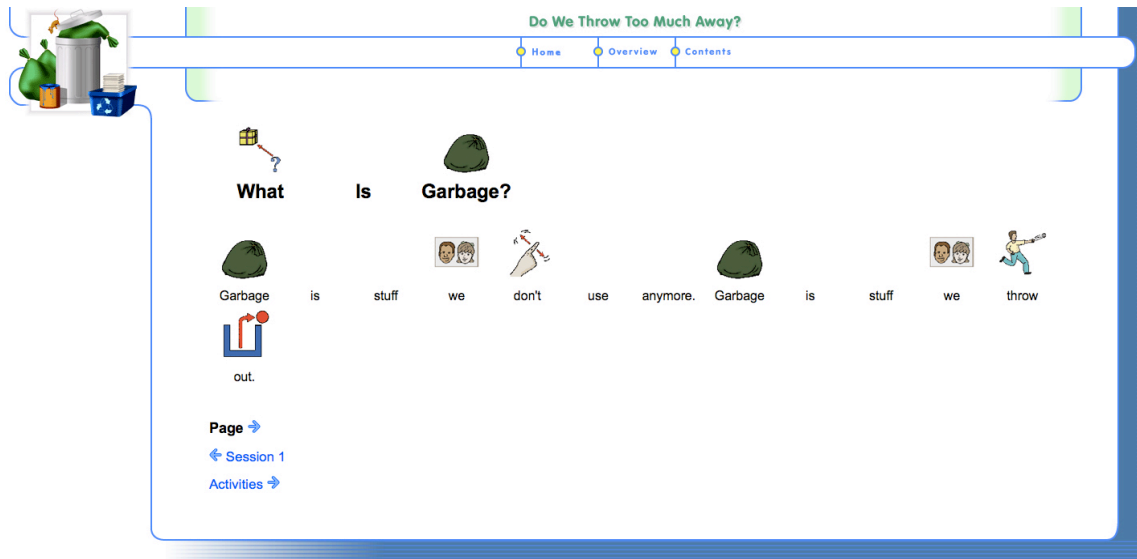 Do We Throw Too Much Away?
Home Overview Contents
What Is Garbage?
Garbage is stuff we don't use anymore. Garbage is stuff we throw
out.
Page
Session 1
Activities